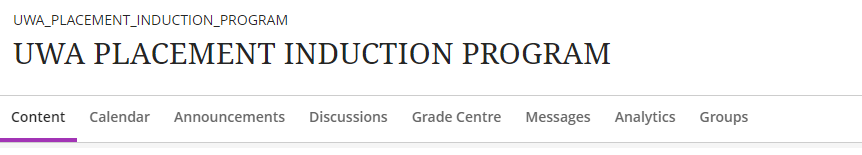 UWA_PLACEMENT_INDUCTION_PROGRAM
UWA PLACEMENT INDUCTION PROGRAM
Content Calendar Announcements Discussions Grade Centre Messages Analytics Groups